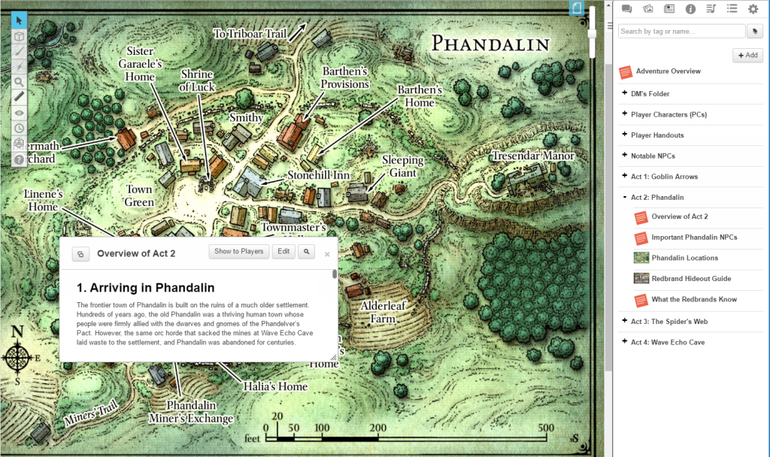 To Triboar Trail
PHANDALIN
Sister
Garaele's
Home
Shrine
of Luck
Barthen's
Provisions
Barthen's
Home
Smithy
ermath
chard
Sleeping
Giant
Tresendar Manor
Stonehill Inn
Linene's
Home
Town
Green
Townmaster's
Overview of Act 2
Show to Players
Edit
×
1. Arriving in Phandalin
The frontier town of Phandalin is built on the ruins of a much older settlement.
Hundreds of years ago, the old Phandalin was a thriving human town whose
people were firmly allied with the dwarves and gnomes of the Phandelver's
Pact. However, the same orc horde that sacked the mines at Wave Echo Cave
laid waste to the settlement, and Phandalin was abandoned for centuries.
Alderleaf
Farm
's
Home
N
E
S
Halia's Home
Miners' Trail
Phandalin
Miner's Exchange
feet
0
20
50
100
200
500
Search by tag or name...
+ Add
Adventure Overview
+ DM's Folder
+ Player Characters (PCs)
+ Player Handouts
+ Notable NPCs
+ Act 1: Goblin Arrows
- Act 2: Phandalin
Overview of Act 2
Important Phandalin NPCs
Phandalin Locations
Redbrand Hideout Guide
What the Redbrands Know
+ Act 3: The Spider's Web
+ Act 4: Wave Echo Cave